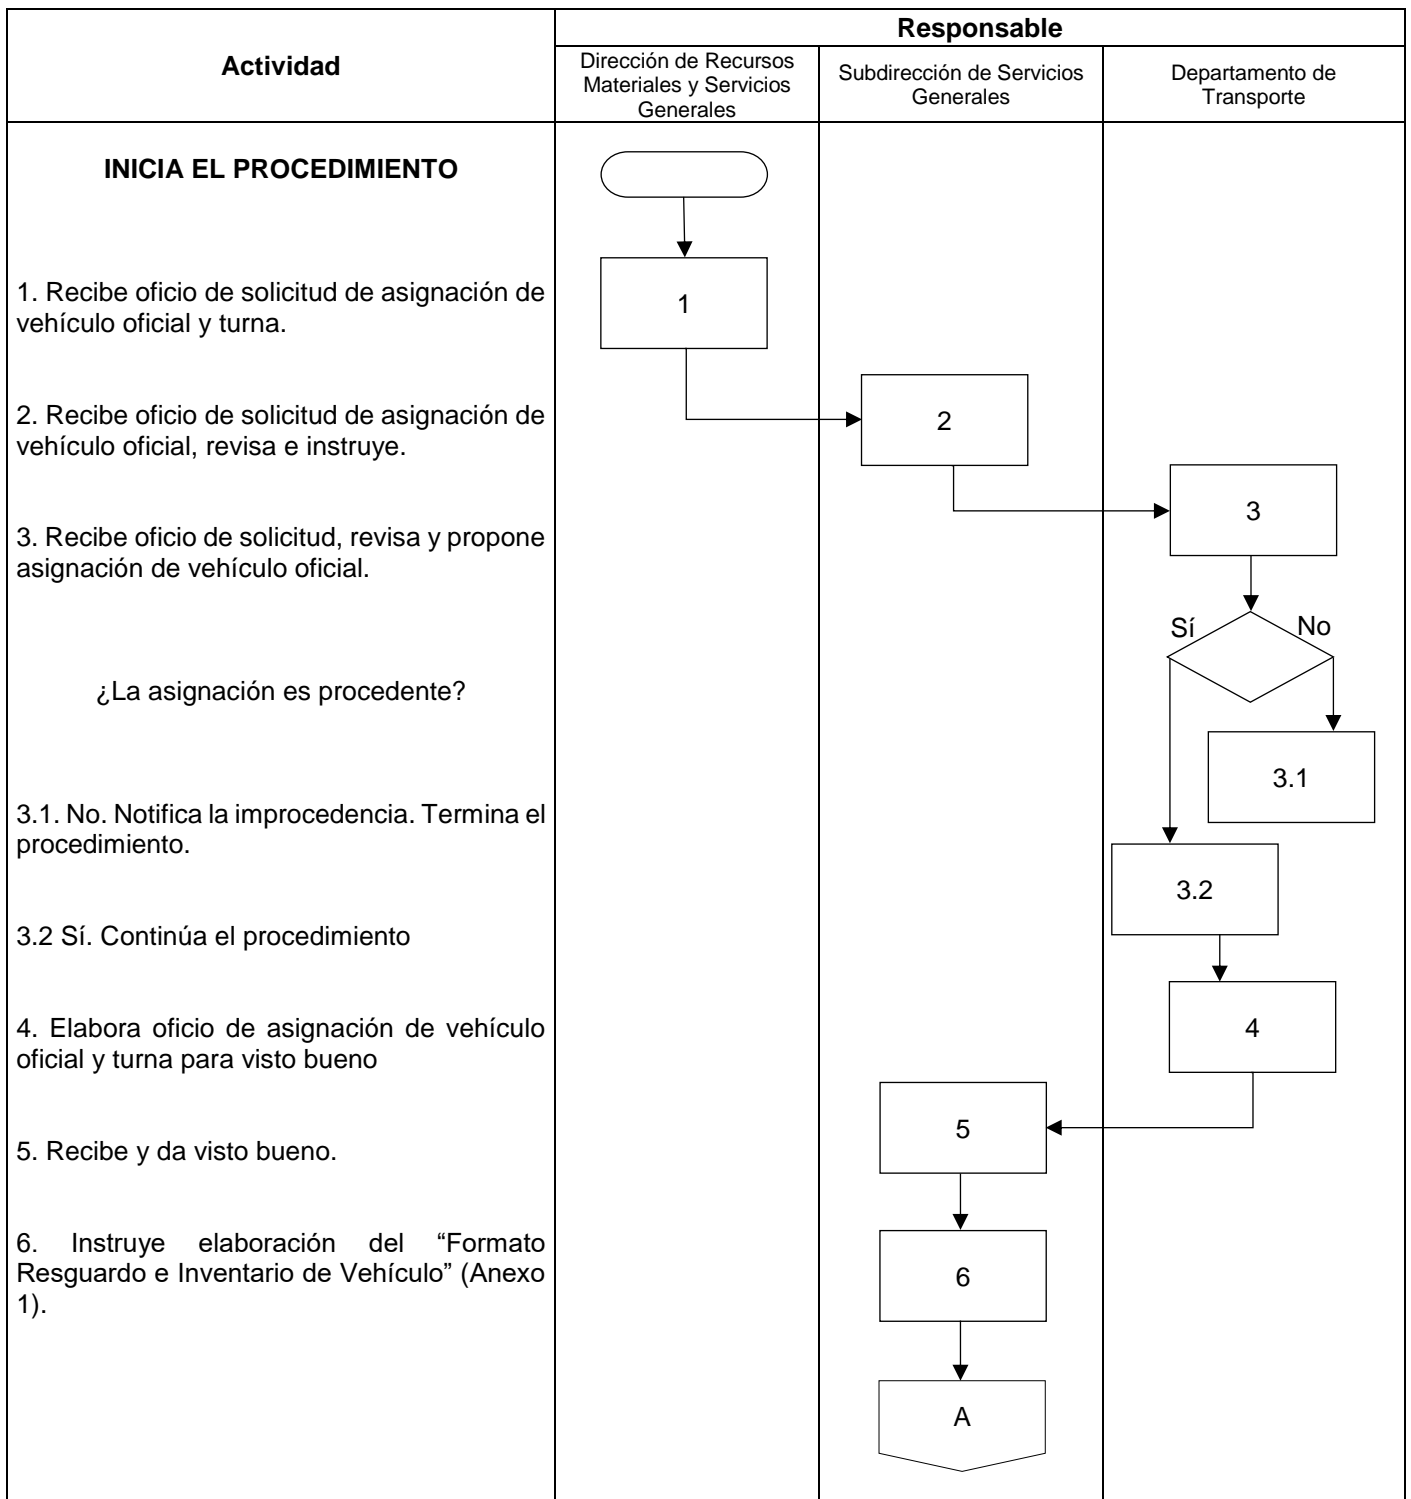 Actividad
Responsable
Dirección de Recursos
Materiales y Servicios
Generales
Subdirección de Servicios
Generales
Departamento de
Transporte
INICIA EL PROCEDIMIENTO
1. Recibe oficio de solicitud de asignación de
vehículo oficial y turna.
1
2. Recibe oficio de solicitud de asignación de
vehículo oficial, revisa e instruye.
2
3. Recibe oficio de solicitud, revisa y propone
asignación de vehículo oficial.
3
Sí
No
¿La asignación es procedente?
3.1
3.1. No. Notifica la improcedencia. Termina el
procedimiento.
3.2
3.2 Sí. Continúa el procedimiento
4. Elabora oficio de asignación de vehículo
oficial y turna para visto bueno
4
5. Recibe y da visto bueno.
5
6. Instruye elaboración del “Formato
Resguardo e Inventario de Vehículo” (Anexo
1).
6
A